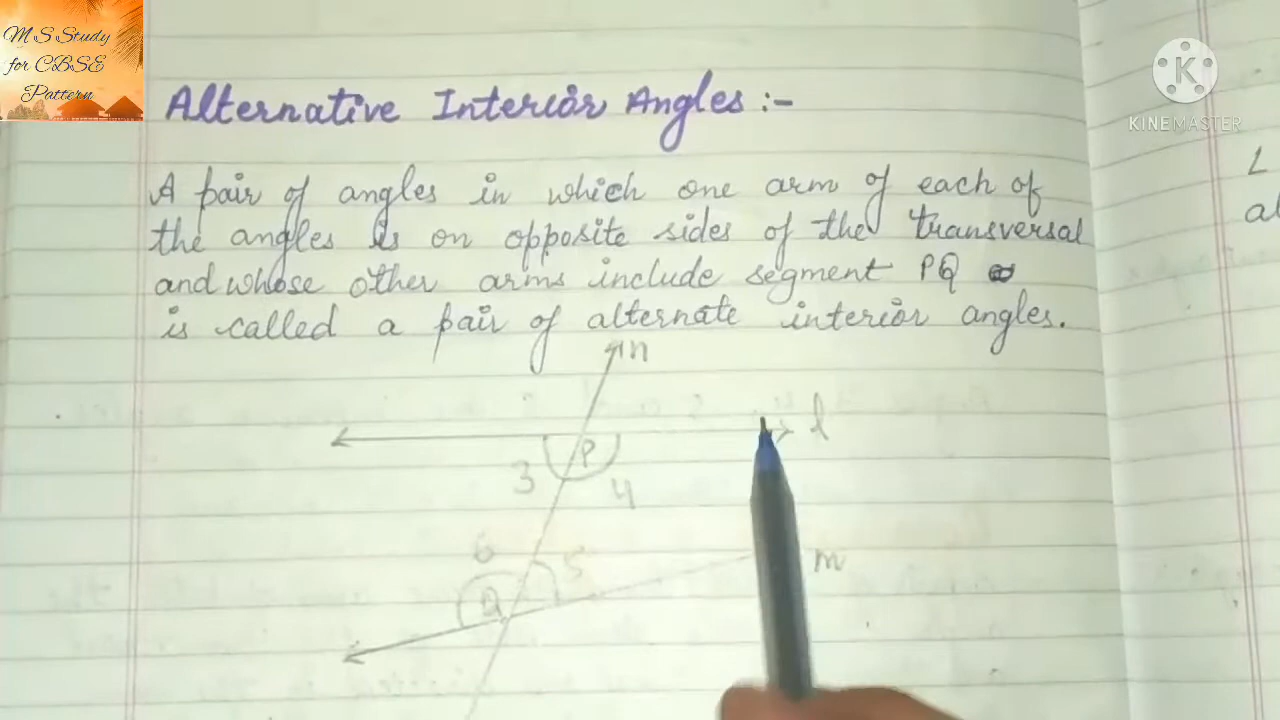 M S Study
for CBSE
Pattern
KINEMASTER
Alternative Interior Angles :-
A pair of angles in which one arm of each of
the angles is on opposite sides of the transversal
and whose other arms include segment PQ
is called a pair of alternate interior angles.
n
l
P
3
4
6
5
m
Q
L
al